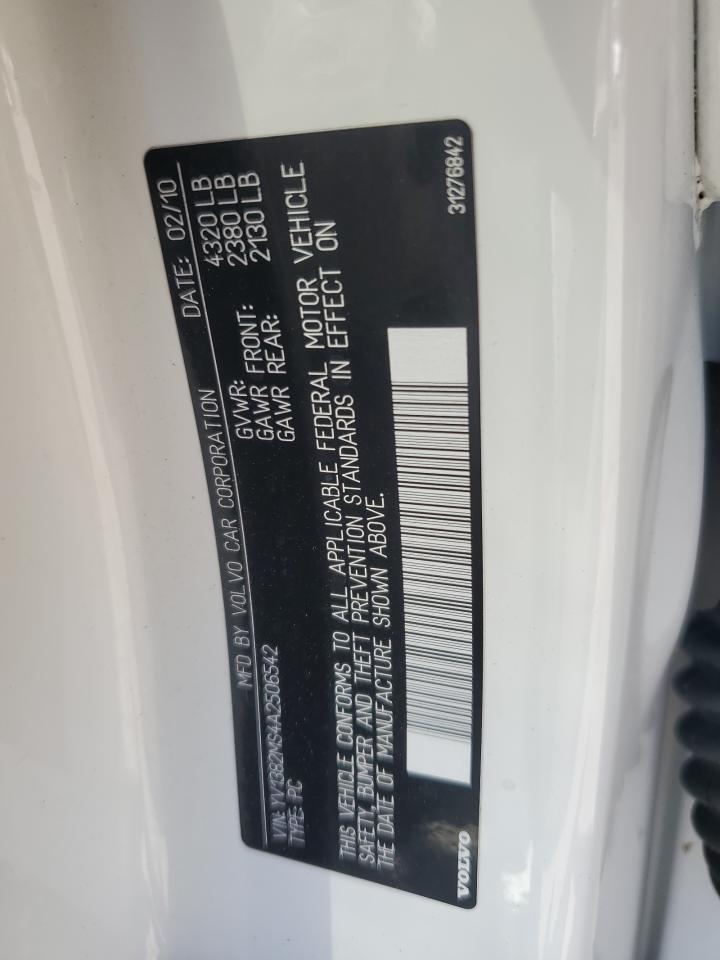 MFD BY VOLVO CAR CORPORATION DATE: 02/10
VIN: YV1382MS4A2506542 GVWR: 4320 LB
TYPE: PC GAWR FRONT: 2380 LB
GAWR REAR: 2130 LB
THIS VEHICLE CONFORMS TO ALL APPLICABLE FEDERAL MOTOR VEHICLE
SAFETY, BUMPER AND THEFT PREVENTION STANDARDS IN EFFECT ON
THE DATE OF MANUFACTURE SHOWN ABOVE.
VOLVO 31276842